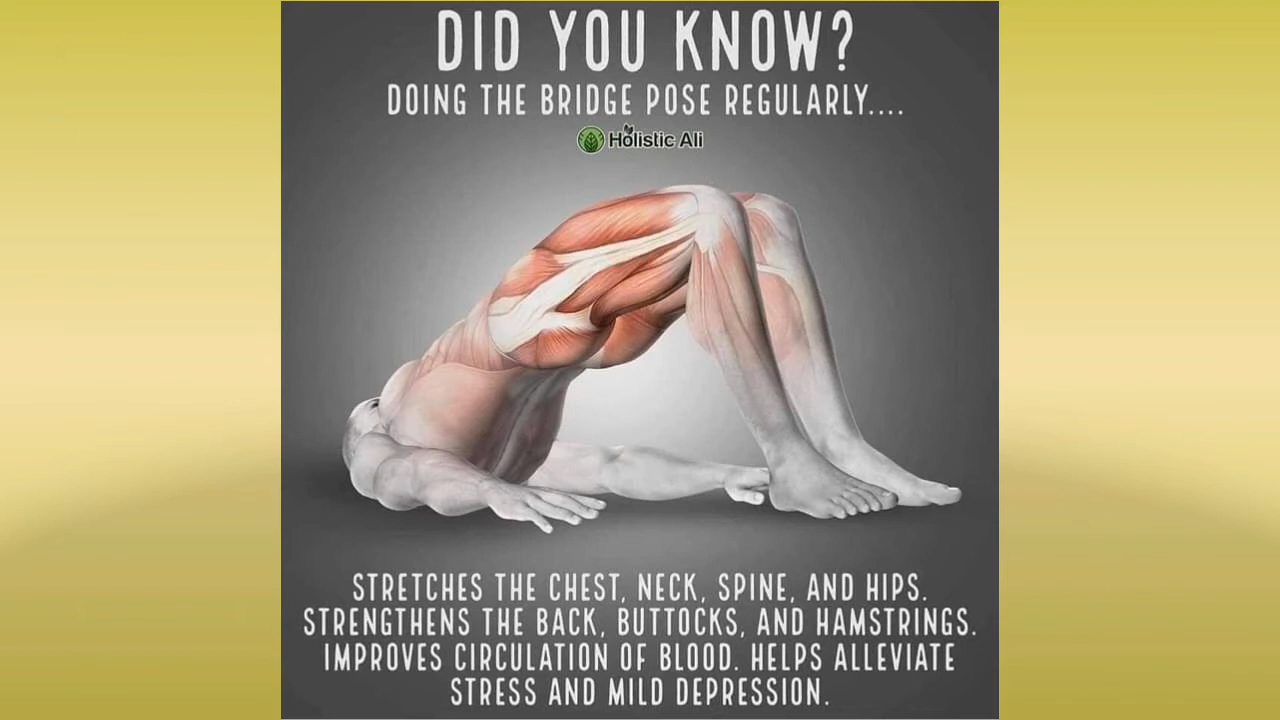 DID YOU KNOW?
DOING THE BRIDGE POSE REGULARLY....
Holistic Ali
STRETCHES THE CHEST, NECK, SPINE, AND HIPS.
STRENGTHENS THE BACK, BUTTOCKS, AND HAMSTRINGS.
IMPROVES CIRCULATION OF BLOOD. HELPS ALLEVIATE
STRESS AND MILD DEPRESSION.